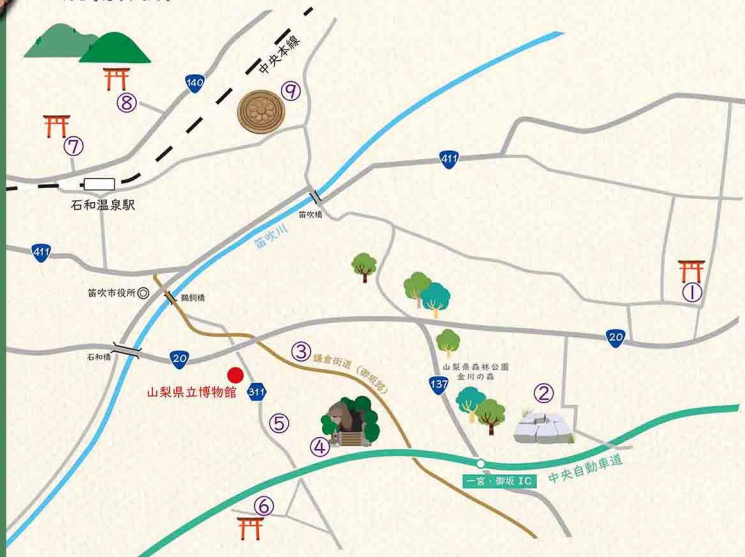 中央本線
⑨
140
⑧
⑦
石和温泉駅
411
笛吹橋
笛吹川
411
笛吹市役所
鵜飼橋
①
石和橋
20
③
鎌倉街道（御坂路）
20
山梨県森林公園
金川の森
137
山梨県立博物館
311
②
⑤
④
中央自動車道
一宮・御坂 IC
⑥